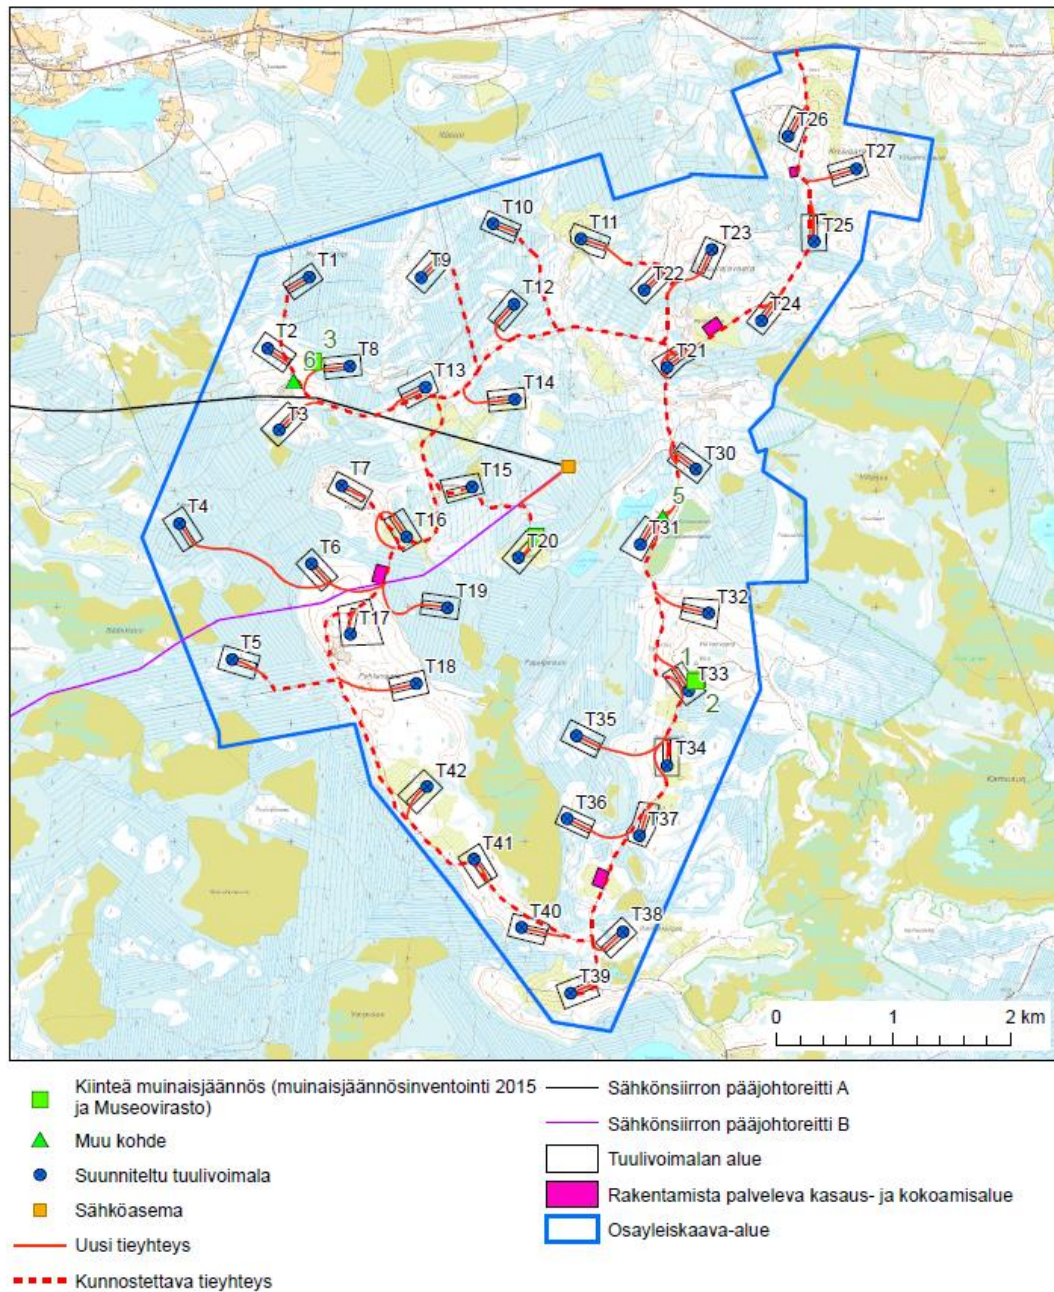 T26
T27
T10
T11
T23
T25
T1
T9
T22
T12
T24
T2
3
6
T8
T21
T13
T14
T3
T30
T7
T15
5
T4
T16
T31
T20
T6
T19
T32
T17
T5
1
T33
T18
2
T35
T34
T42
T36
T37
T41
T40
T38
T39
0 1 2 km
Kiinteä muinaisjäännös (muinaisjäännösinventointi 2015
ja Museovirasto)
Muu kohde
Suunniteltu tuulivoimala
Sähköasema
Uusi tieyhteys
Kunnostettava tieyhteys
Sähkönsiirron pääjohtoreitti A
Sähkönsiirron pääjohtoreitti B
Tuulivoimalan alue
Rakentamista palveleva kasaus- ja kokoamisalue
Osayleiskaava-alue